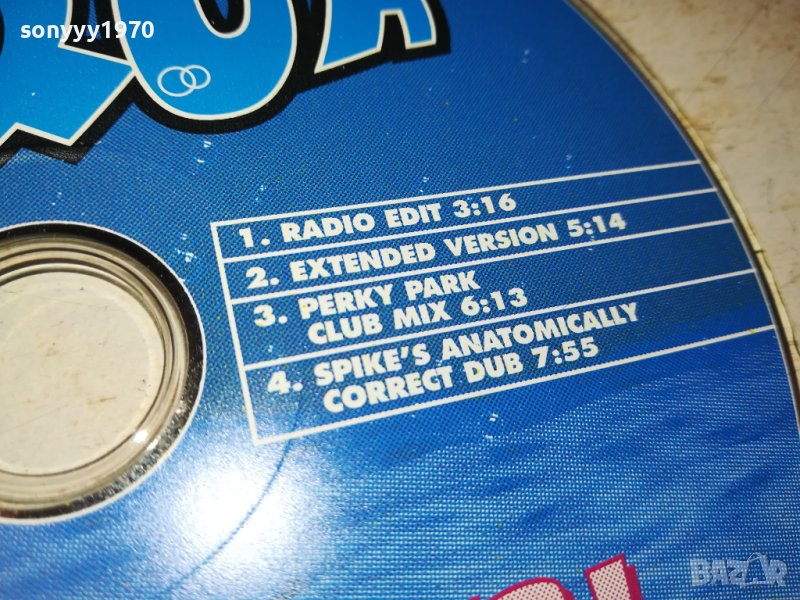 sonyyy1970
QUA
1. RADIO EDIT 3:16
2. EXTENDED VERSION 5:14
3. PERKY PARK
CLUB MIX 6:13
4. SPIKE'S ANATOMICALLY
CORRECT DUB 7:55
BAZAR